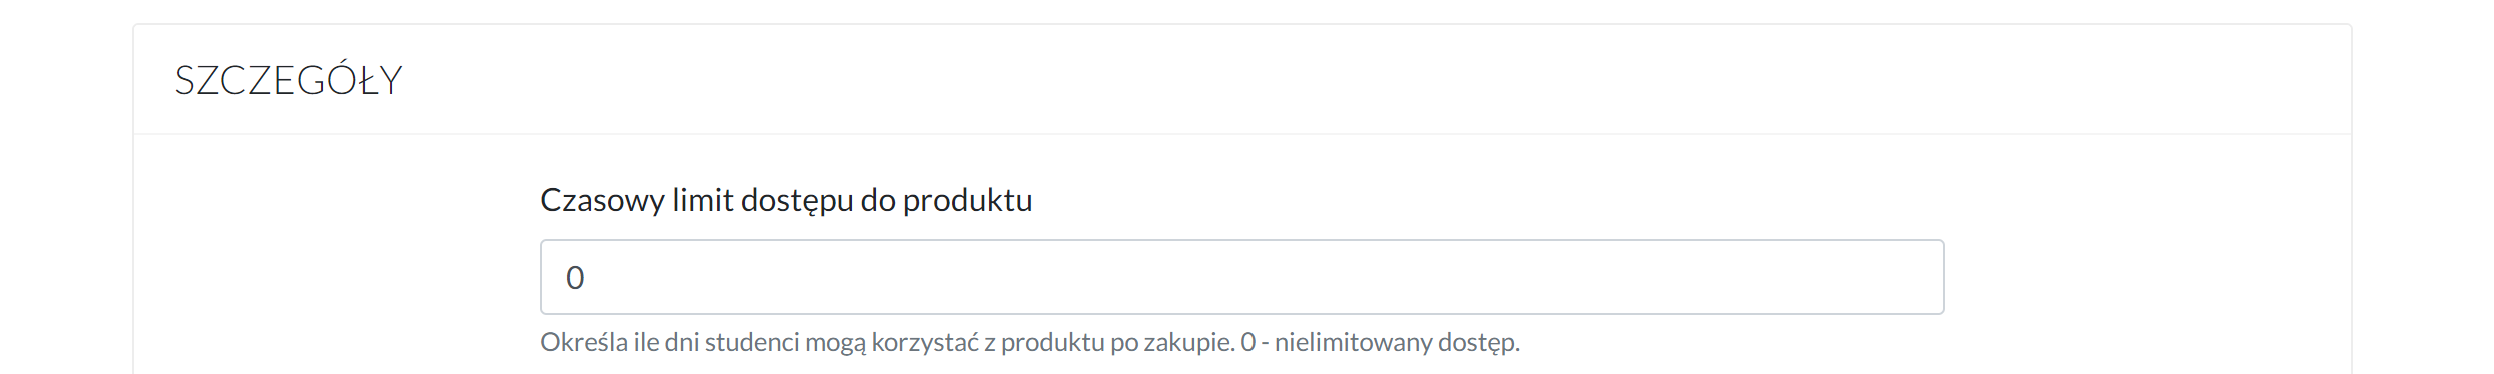 SZCZEGÓŁY
Czasowy limit dostępu do produktu
0
Określa ile dni studenci mogą korzystać z produktu po zakupie. 0 - nielimitowany dostęp.